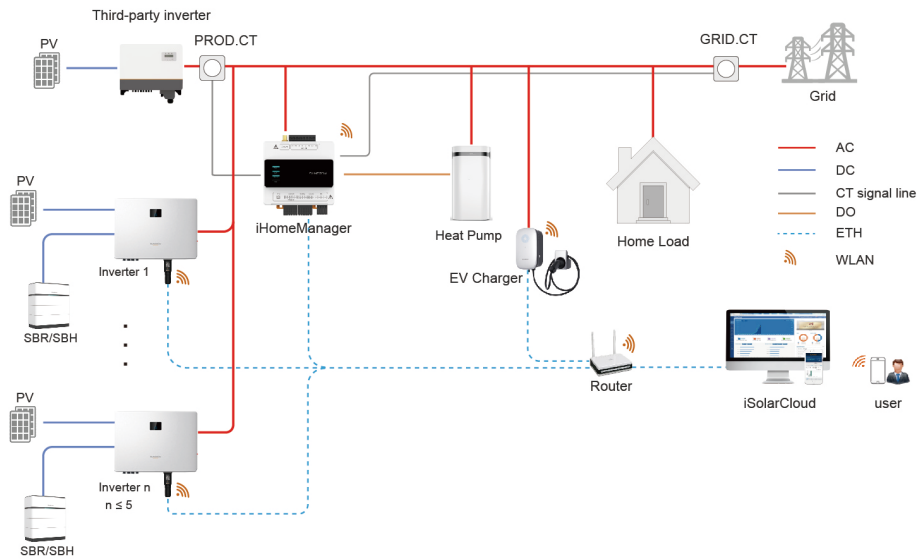 Third-party inverter
PV
PROD.CT
GRID.CT
Grid
AC
DC
CT signal line
DO
ETH
WLAN
iHomeManager
Heat Pump
EV Charger
Home Load
PV
Inverter 1
SBR/SBH
Router
iSolarCloud
user
PV
Inverter n
n ≤ 5
SBR/SBH